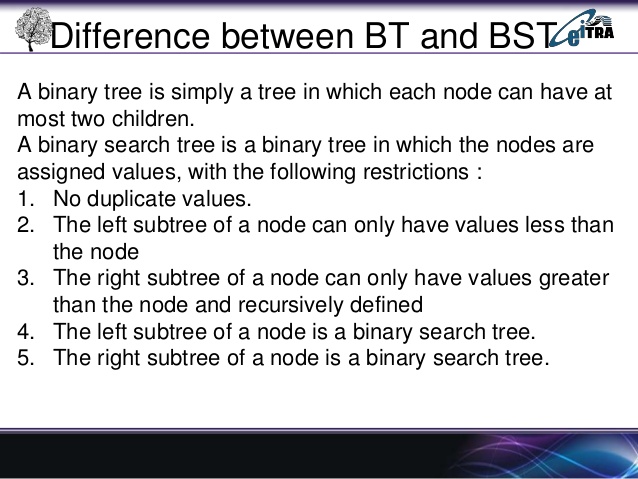 Difference between BT and BST
eiTRA
A binary tree is simply a tree in which each node can have at
most two children.
A binary search tree is a binary tree in which the nodes are
assigned values, with the following restrictions :
1. No duplicate values.
2. The left subtree of a node can only have values less than
the node
3. The right subtree of a node can only have values greater
than the node and recursively defined
4. The left subtree of a node is a binary search tree.
5. The right subtree of a node is a binary search tree.